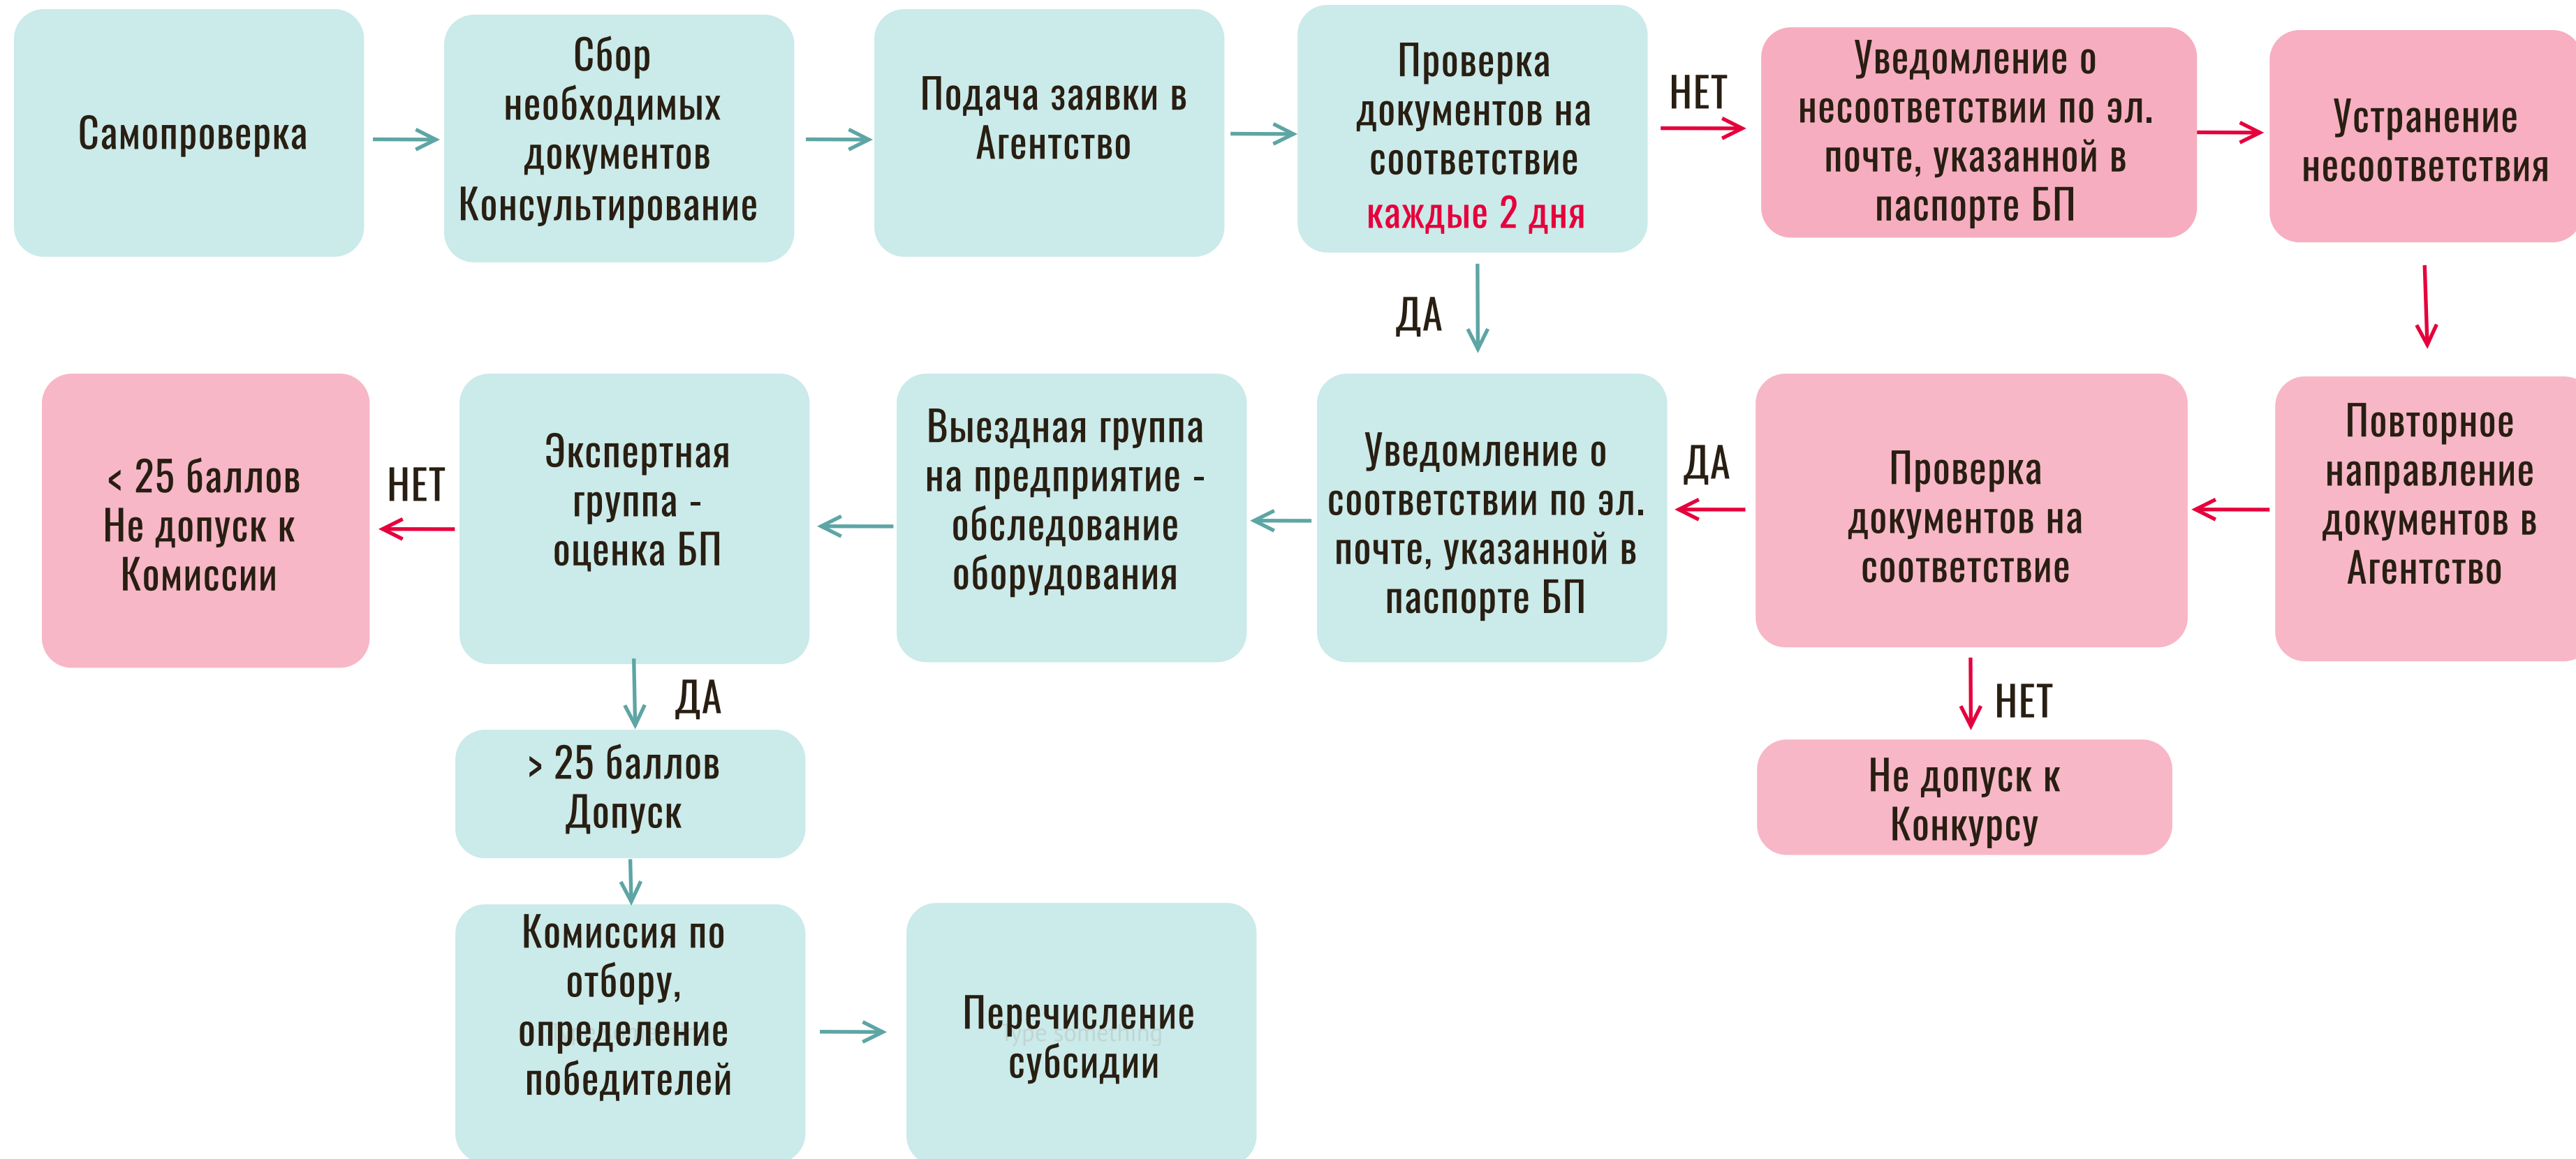 Самопроверка
Сбор
необходимых
документов
Консультирование
Подача заявки в
Агентство
Проверка
документов на
соответствие
каждые 2 дня
НЕТ
Уведомление о
несоответствии по эл.
почте, указанной в
паспорте БП
Устранение
несоответствия
ДА
< 25 баллов
Не допуск к
Комиссии
НЕТ
Экспертная
группа -
оценка БП
Выездная группа
на предприятие -
обследование
оборудования
Уведомление о
соответствии по эл.
почте, указанной в
паспорте БП
ДА
Проверка
документов на
соответствие
Повторное
направление
документов в
Агентство
ДА
НЕТ
> 25 баллов
Допуск
Не допуск к
Конкурсу
Комиссия по
отбору,
определение
победителей
Перечисление
Type something
субсидии